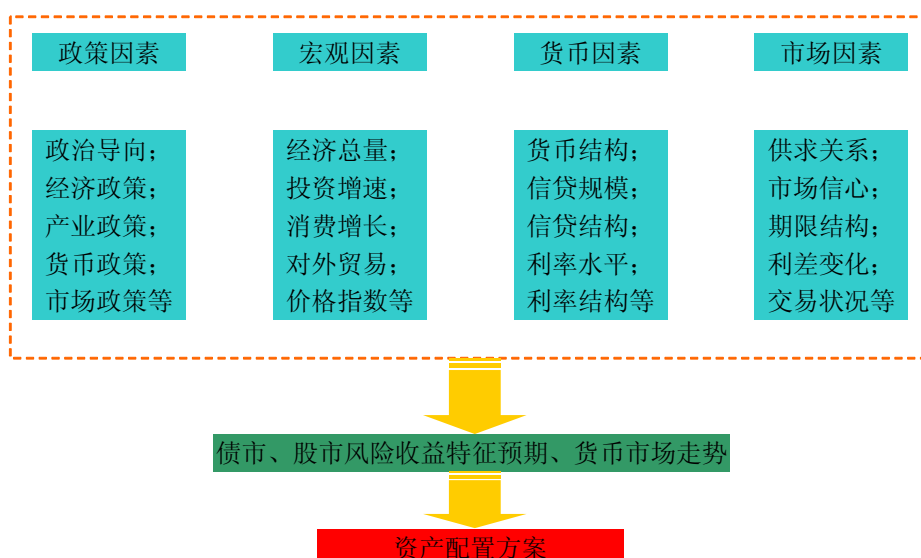 政策因素
宏观因素
货币因素
市场因素
政治导向；
经济政策；
产业政策；
货币政策；
市场政策等
经济总量；
投资增速；
消费增长；
对外贸易；
价格指数等
货币结构；
信贷规模；
信贷结构；
利率水平；
利率结构等
供求关系；
市场信心；
期限结构；
利差变化；
交易状况等
债市、股市风险收益特征预期、货币市场走势
资产配置方案